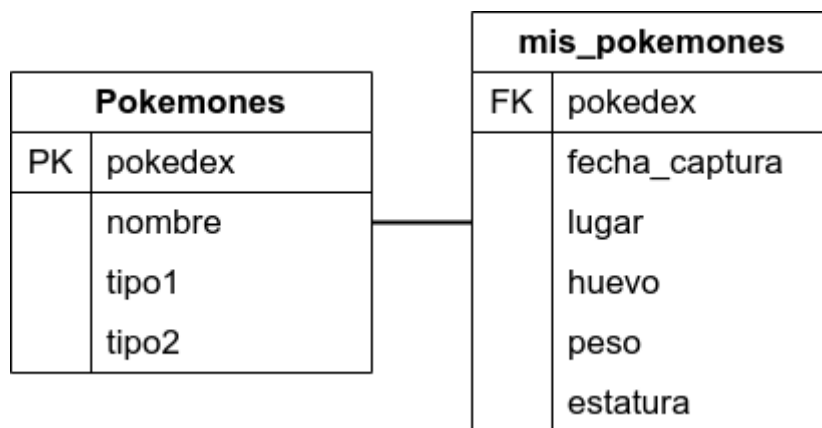 Pokemones
PK pokedex
nombre
tipo1
tipo2
mis_pokemones
FK pokedex
fecha_captura
lugar
huevo
peso
estatura